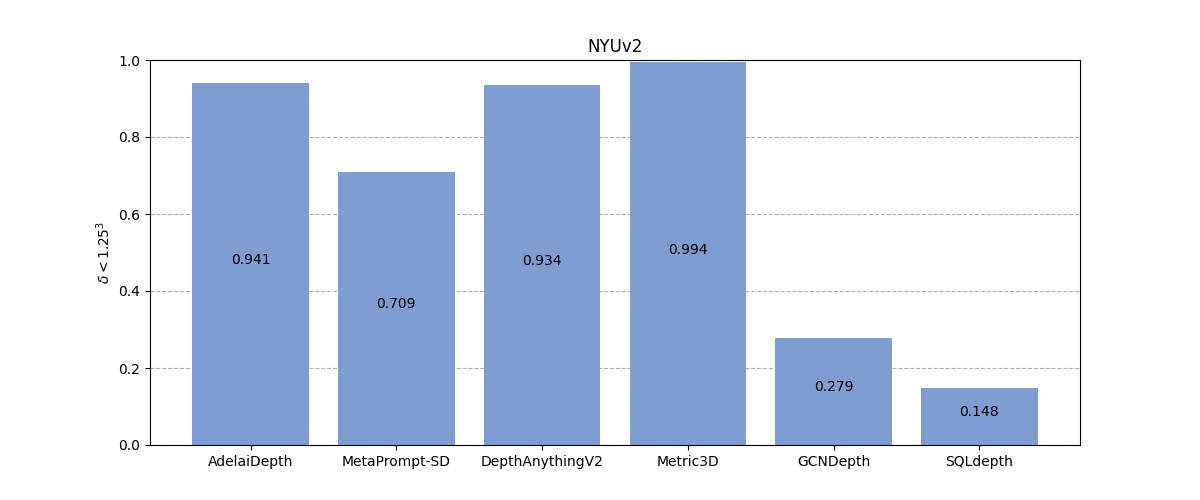 NYUv2
1.0
0.8
0.6
0.4
0.2
0.0
δ < 1.25³
0.941
0.709
0.934
0.994
0.279
0.148
AdelaiDepth
MetaPrompt-SD
DepthAnythingV2
Metric3D
GCNDepth
SQLdepth